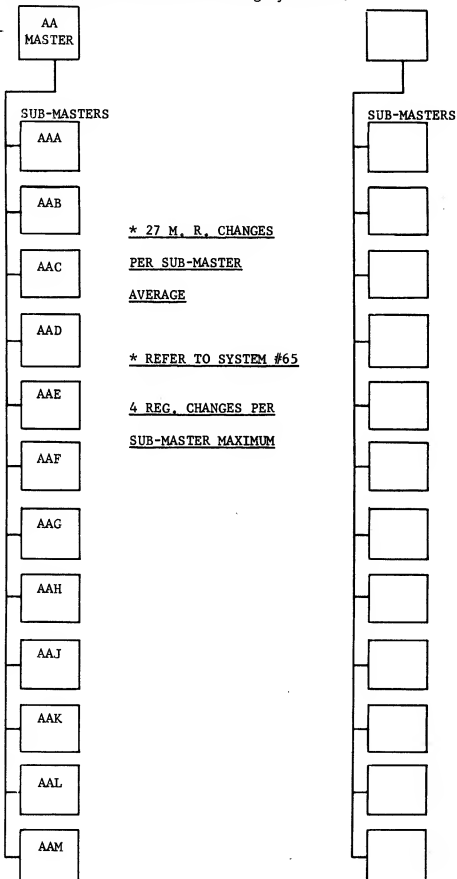 AA
MASTER
SUB-MASTERS
AAA
AAB
AAC
AAD
AAE
AAF
AAG
AAH
AAJ
AAK
AAL
AAM
* 27 M. R. CHANGES
PER SUB-MASTER
AVERAGE
* REFER TO SYSTEM #65
4 REG. CHANGES PER
SUB-MASTER MAXIMUM
SUB-MASTERS